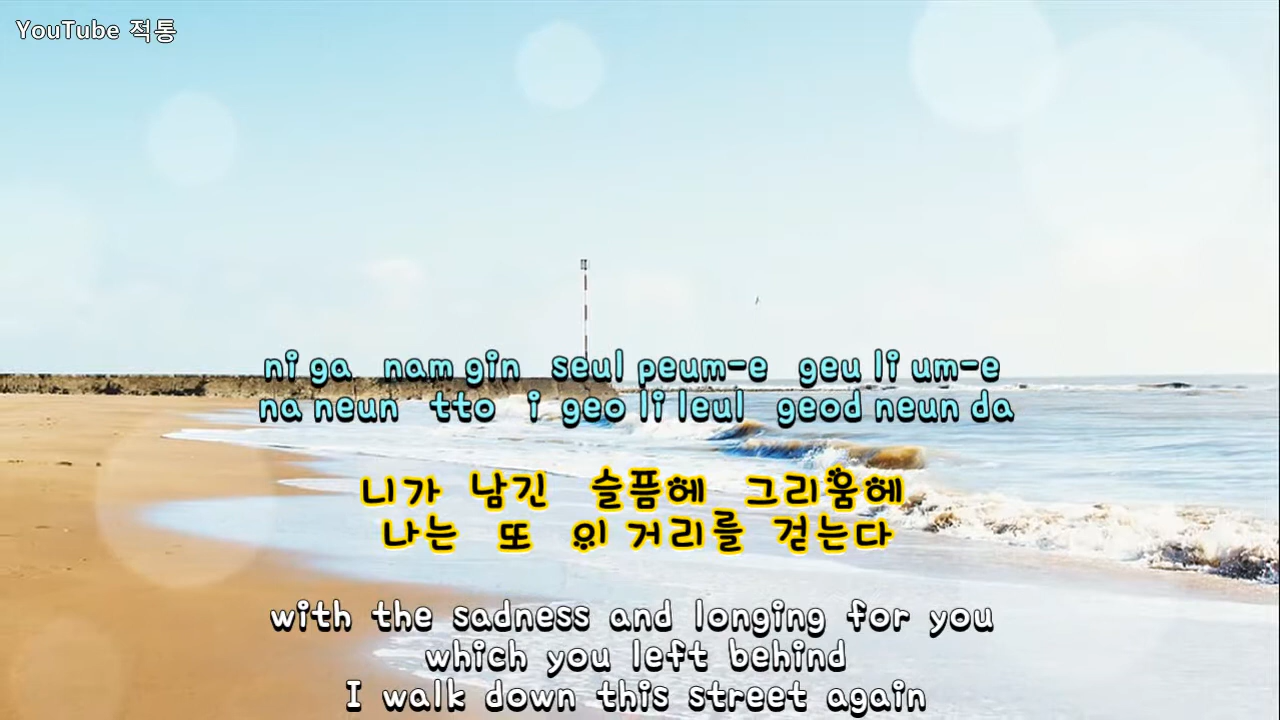 YouTube 적통
ni ga nam gin seul peum-e geu li um-e
na neun tto i geo li leul geod neun da
니가 남긴 슬픔에 그리움에
나는 또 이 거리를 걷는다
with the sadness and longing for you
which you left behind
I walk down this street again